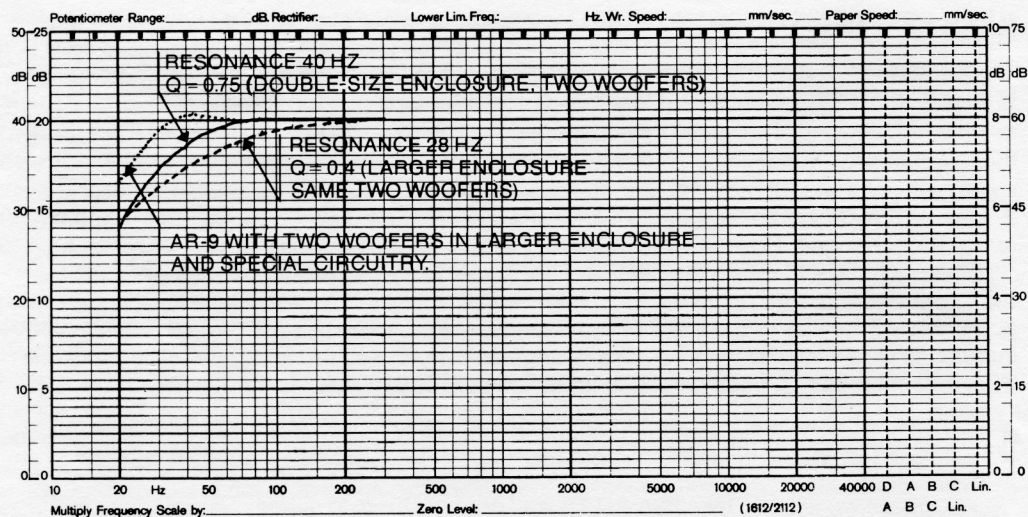 Potentiometer Range: dB. Rectifier: Lower Lim. Freq.: Hz. Wr. Speed: mm/sec. Paper Speed: mm/sec.
50 25 10 75
dB dB dB dB
RESONANCE 40 HZ
Q = 0.75 (DOUBLE-SIZE ENCLOSURE, TWO WOOFERS)
40 20 8 60
RESONANCE 28 HZ
Q = 0.4 (LARGER ENCLOSURE
SAME TWO WOOFERS)
30 15 6 45
AR-9 WITH TWO WOOFERS IN LARGER ENCLOSURE
AND SPECIAL CIRCUITRY.
20 10 4 30
10 5 2 15
0 0 0 0
10 20 Hz 50 100 200 500 1000 2000 5000 10000 20000 40000 D A B C Lin.
Multiply Frequency Scale by: Zero Level: (1612/2112) A B C Lin.